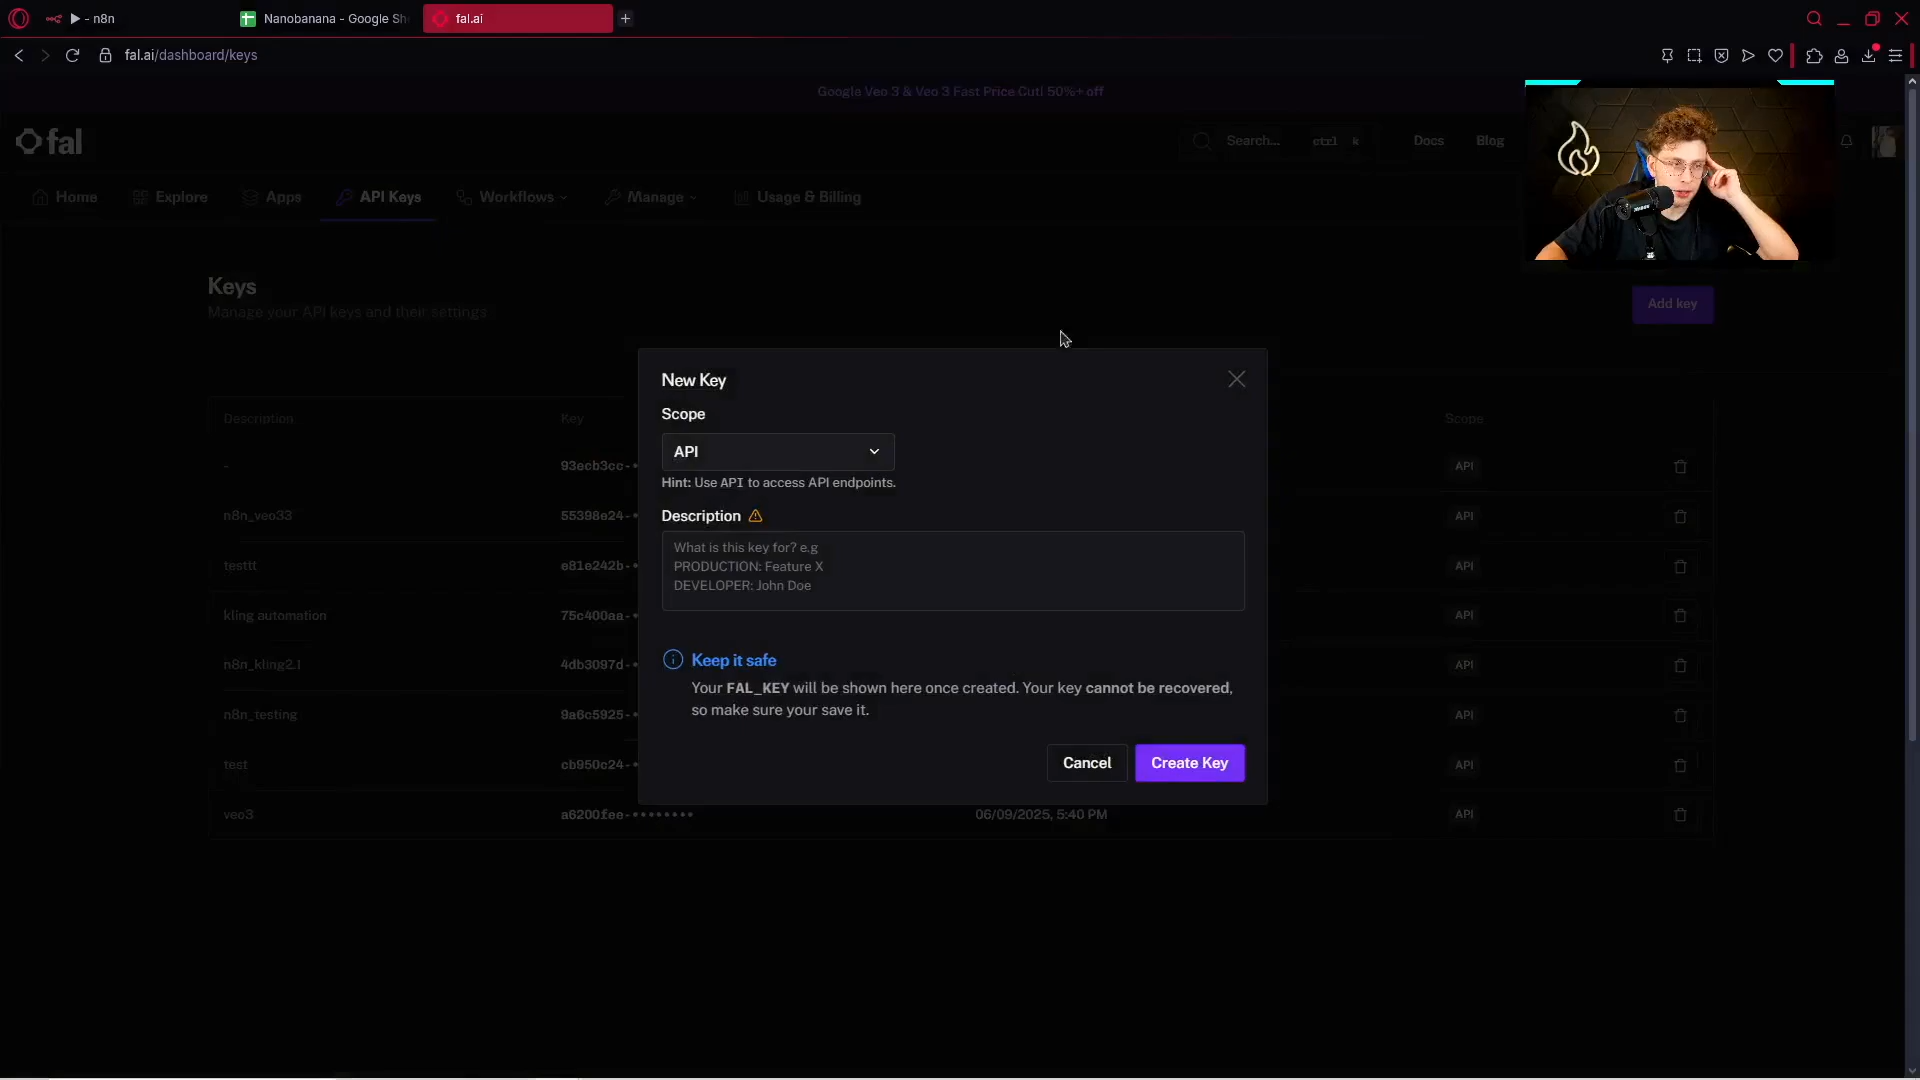 ▶ - n8n
Nanobanana - Google She
fal.ai
fal.ai/dashboard/keys
Google Veo 3 & Veo 3 Fast Price Cut! 50%+ off
fal
Search... ctrl k
Docs
Blog
Home
Explore
Apps
API Keys
Workflows
Manage
Usage & Billing
Keys
Manage your API keys and their settings
Add key
New Key
Scope
API
Hint: Use API to access API endpoints.
Description
What is this key for? e.g
PRODUCTION: Feature X
DEVELOPER: John Doe
Keep it safe
Your FAL_KEY will be shown here once created. Your key cannot be recovered,
so make sure your save it.
Cancel
Create Key
Description Key Scope
- 93ecb3cc-• API
n8n_veo33 55398e24-• API
testtt e81e242b-• API
kling automation 75c400aa-• API
n8n_kling2.1 4db3097d-• API
n8n_testing 9a6c5925-• API
test cb950c24-• API
veo3 a6200fee-•••••••• 06/09/2025, 5:40 PM API